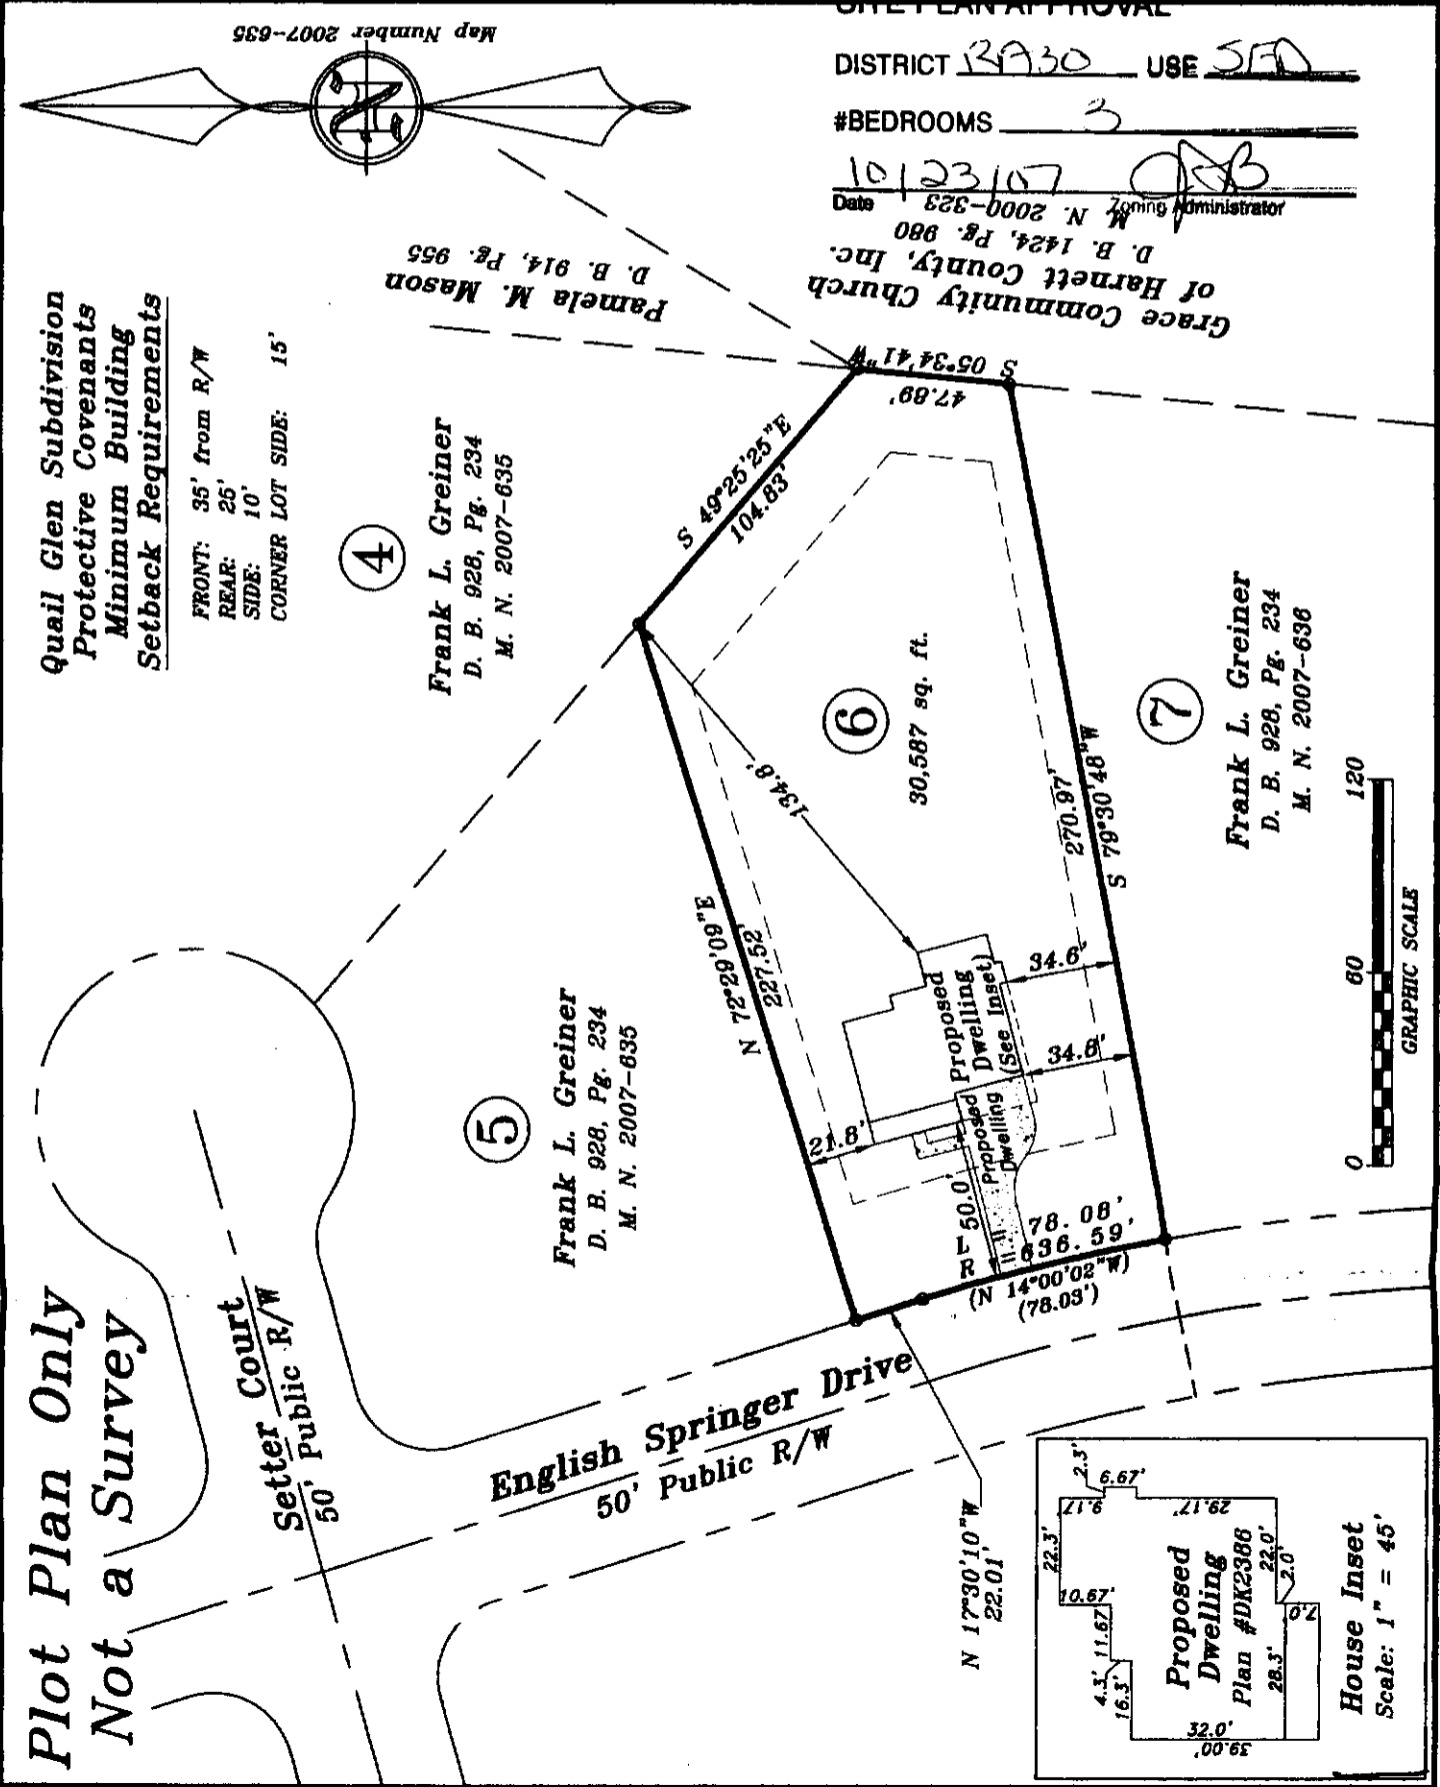 SITE PLAN APPROVAL
DISTRICT RA30 USE SFD
#BEDROOMS 3
10/23/07
Date Zoning Administrator
Map Number 2007-635
Plot Plan Only
Not a Survey
Quail Glen Subdivision
Protective Covenants
Minimum Building
Setback Requirements
FRONT: 35' from R/W
REAR: 25'
SIDE: 10'
CORNER LOT SIDE: 15'
Pamela M. Mason
D. B. 914, Pg. 955
Grace Community Church
of Harnett County, Inc.
D. B. 1424, Pg. 980
M. N. 2000-323
4
Frank L. Greiner
D. B. 928, Pg. 234
M. N. 2007-635
5
Frank L. Greiner
D. B. 928, Pg. 234
M. N. 2007-635
6
30,587 sq. ft.
7
Frank L. Greiner
D. B. 928, Pg. 234
M. N. 2007-636
S 49°25'25"E
104.83'
S 05°34'41"W
47.89'
N 72°29'09"E
227.52'
270.97'
S 79°30'48"W
134.8'
21.8'
34.6'
34.6'
50.0'
Proposed
Dwelling
(See Inset)
Proposed
Dwelling
L 78.08'
R 636.59'
(N 14°00'02"W)
(78.03')
N 17°30'10"W
22.01'
Setter Court
50' Public R/W
English Springer Drive
50' Public R/W
0 60 120
GRAPHIC SCALE
22.3'
9.17'
2.3'
6.67'
29.17'
10.67'
11.67'
4.3'
16.3'
22.0'
2.0'
7.0'
28.3'
32.0'
39.00'
Proposed
Dwelling
Plan #DK2386
House Inset
Scale: 1" = 45'